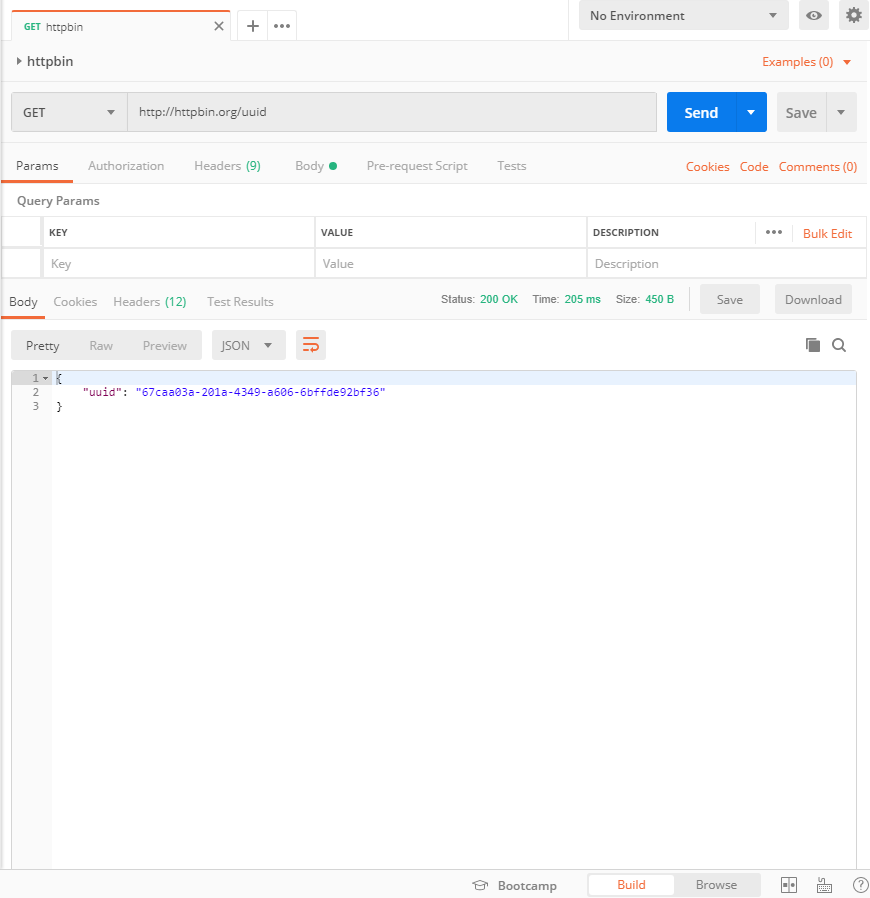 GET httpbin
No Environment
httpbin
Examples (0)
GET http://httpbin.org/uuid Send Save
Params Authorization Headers (9) Body Pre-request Script Tests Cookies Code Comments (0)
Query Params
KEY VALUE DESCRIPTION ••• Bulk Edit
Key Value Description
Body Cookies Headers (12) Test Results Status: 200 OK Time: 205 ms Size: 450 B Save Download
Pretty Raw Preview JSON
1 {
2 "uuid": "67caa03a-201a-4349-a606-6bffde92bf36"
3 }
Bootcamp Build Browse ?